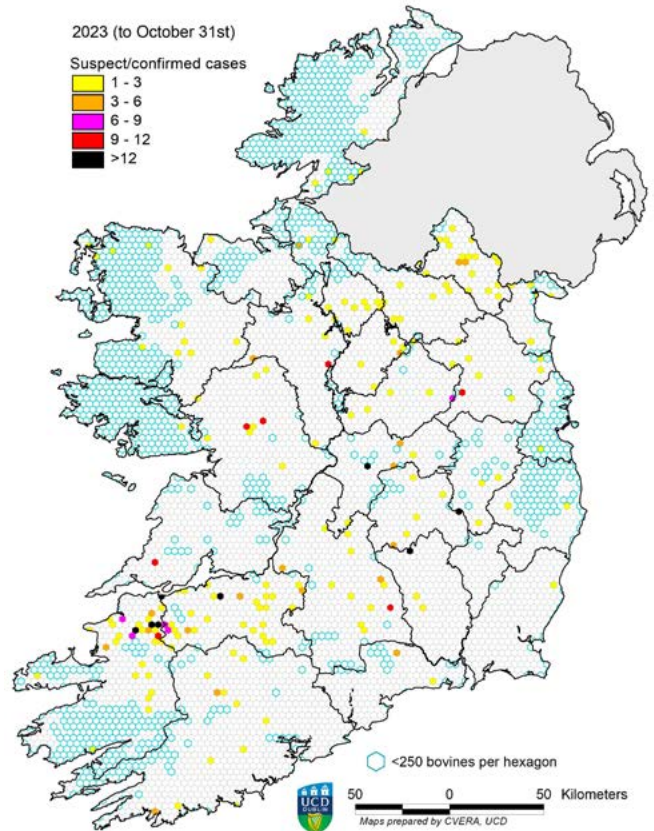 2023 (to October 31st)
Suspect/confirmed cases
1 - 3
3 - 6
6 - 9
9 - 12
>12
<250 bovines per hexagon
UCD
DUBLIN
50 0 50 Kilometers
Maps prepared by CVERA, UCD